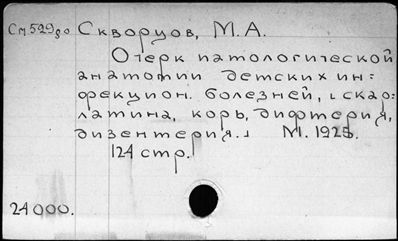 См 529/80 Скворцов, М.А.
Очерк патологической
анатомии детских ин=
фекцион. болезней, [скар=
латина, корь, дифтерия,
дизентерия.] М. 1925.
124 стр.
24000.